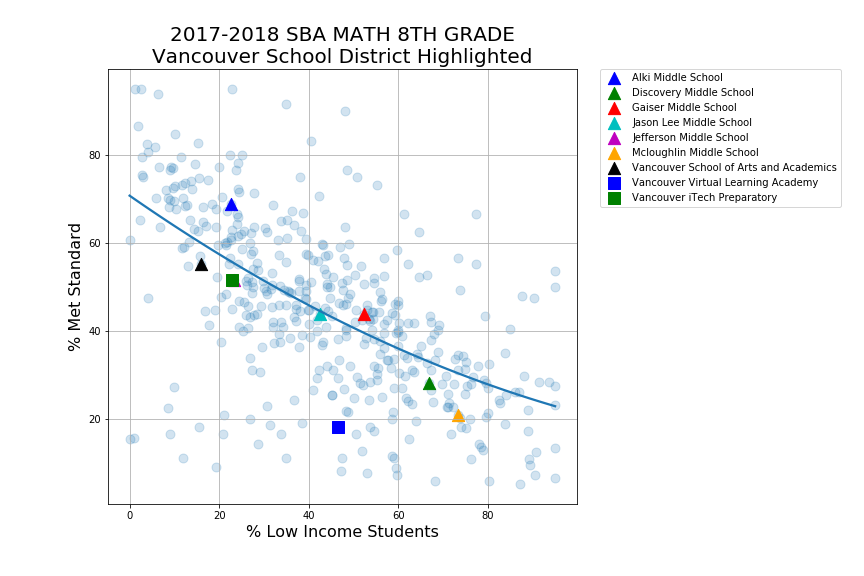 2017-2018 SBA MATH 8TH GRADE
Vancouver School District Highlighted
% Met Standard
80
60
40
20
0
20
40
60
80
% Low Income Students
Alki Middle School
Discovery Middle School
Gaiser Middle School
Jason Lee Middle School
Jefferson Middle School
Mcloughlin Middle School
Vancouver School of Arts and Academics
Vancouver Virtual Learning Academy
Vancouver iTech Preparatory